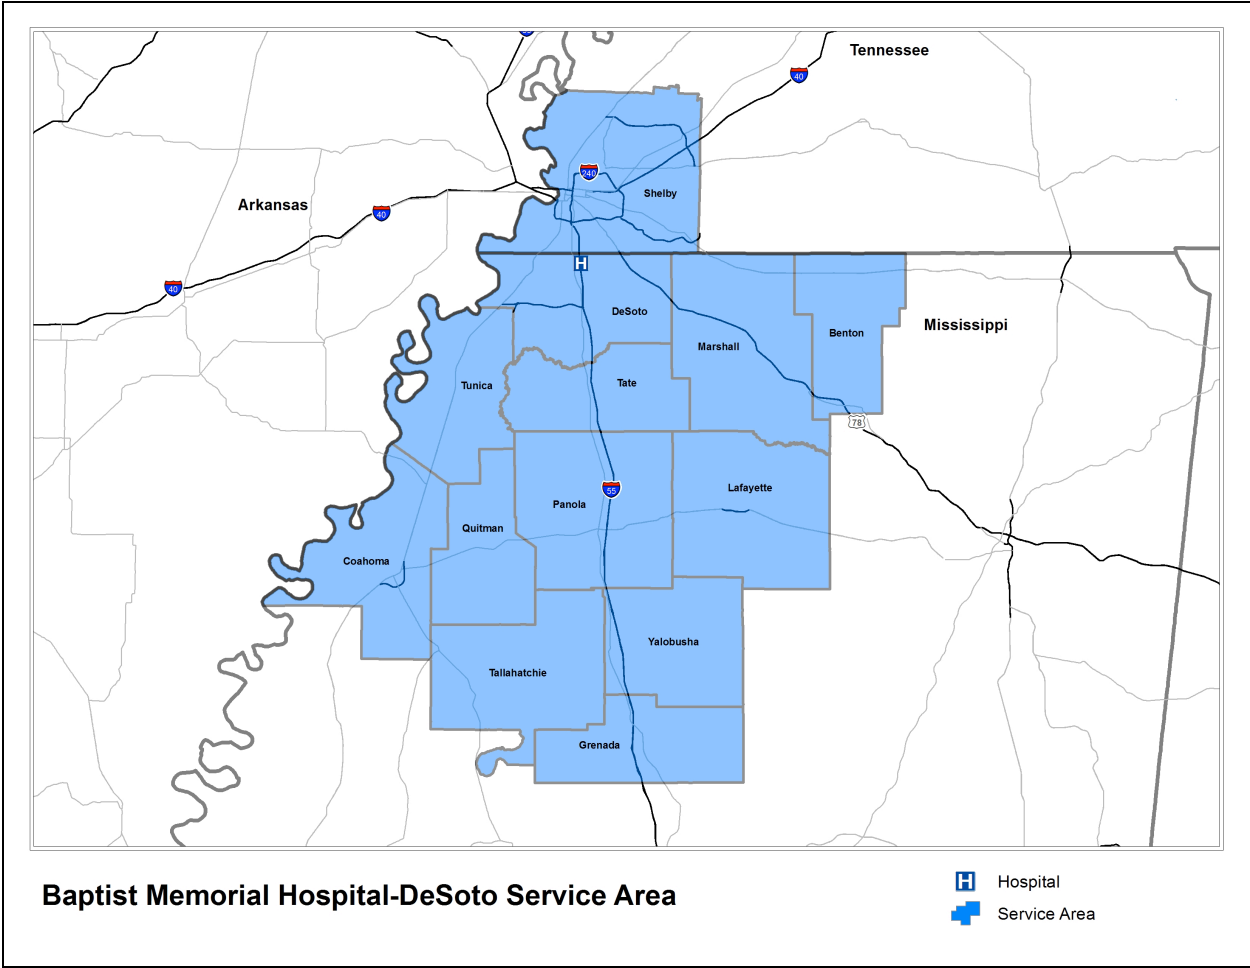 Tennessee
40
240
Shelby
Arkansas
40
40
H
DeSoto
Mississippi
Benton
Marshall
Tunica
Tate
78
Lafayette
55
Panola
Quitman
Coahoma
Yalobusha
Tallahatchie
Grenada
Baptist Memorial Hospital-DeSoto Service Area
H Hospital
Service Area